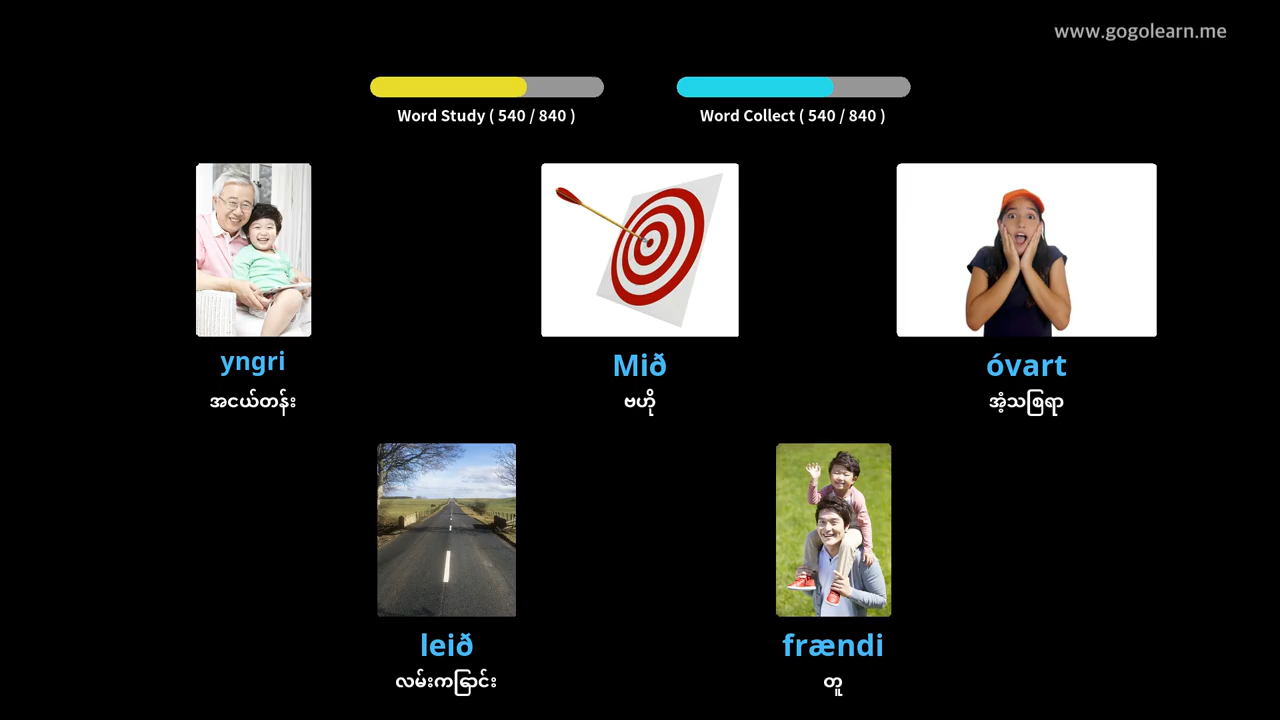 www.gogolearn.me
Word Study ( 540 / 840 )
Word Collect ( 540 / 840 )
yngri
အငယ်တန်း
Mið
ဗဟို
óvart
အံ့သစြရာ
leið
လမ်းကြောင်း
frændi
တူ